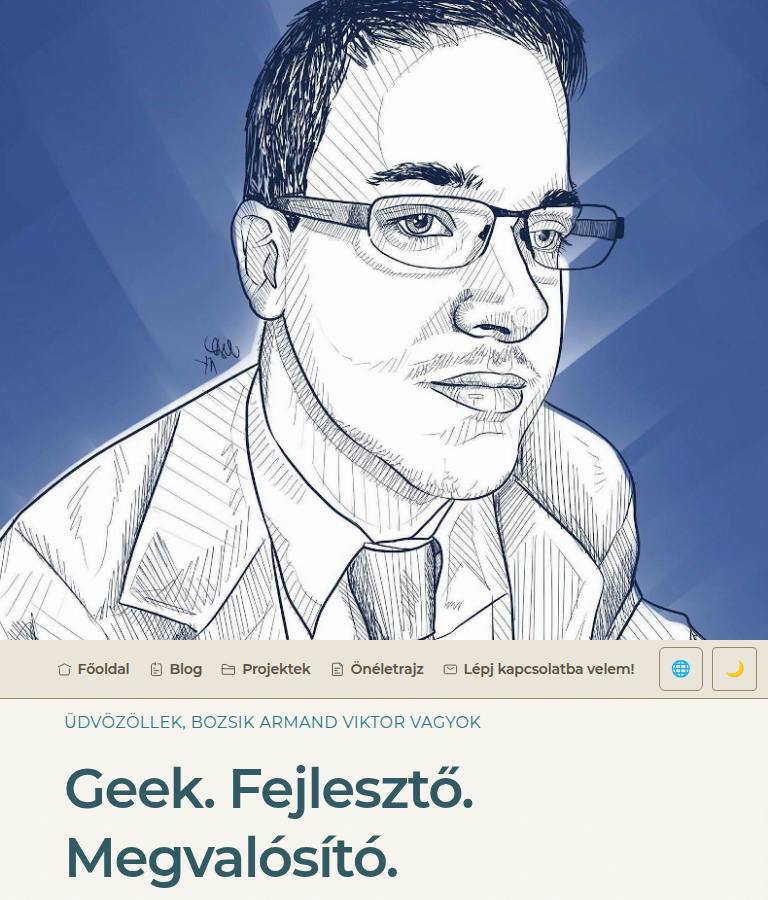 Főoldal Blog Projektek Önéletrajz Lépj kapcsolatba velem!
ÜDVÖZÖLLEK, BOZSIK ARMAND VIKTOR VAGYOK
Geek. Fejlesztő.
Megvalósító.